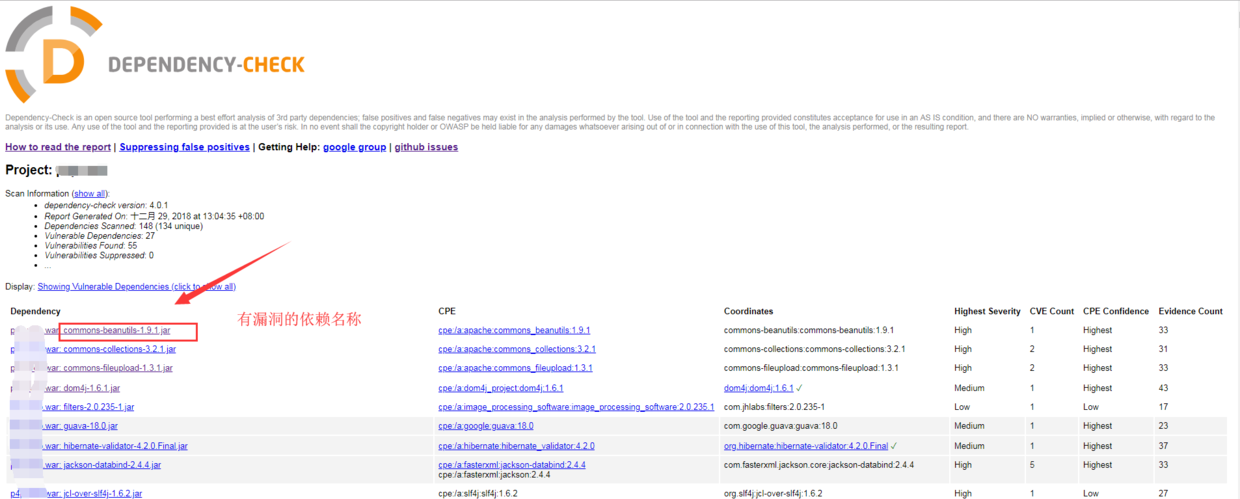 DEPENDENCY-CHECK
Dependency-Check is an open source tool performing a best effort analysis of 3rd party dependencies; false positives and false negatives may exist in the analysis performed by the tool. Use of the tool and the reporting provided constitutes acceptance for use in an AS IS condition, and there are NO warranties, implied or otherwise, with regard to the
analysis or its use. Any use of the tool and the reporting provided is at the user's risk. In no event shall the copyright holder or OWASP be held liable for any damages whatsoever arising out of or in connection with the use of this tool, the analysis performed, or the resulting report.
How to read the report | Suppressing false positives | Getting Help: google group | github issues
Project:
Scan Information (show all):
• dependency-check version: 4.0.1
• Report Generated On: 十二月 29, 2018 at 13:04:35 +08:00
• Dependencies Scanned: 148 (134 unique)
• Vulnerable Dependencies: 27
• Vulnerabilities Found: 55
• Vulnerabilities Suppressed: 0
• ...
Display: Showing Vulnerable Dependencies (click to show all)
Dependency CPE Coordinates Highest Severity CVE Count CPE Confidence Evidence Count
有漏洞的依赖名称
war: commons-beanutils-1.9.1.jar cpe:/a:apache:commons_beanutils:1.9.1 commons-beanutils:commons-beanutils:1.9.1 High 1 Highest 33
war: commons-collections-3.2.1.jar cpe:/a:apache:commons_collections:3.2.1 commons-collections:commons-collections:3.2.1 High 2 Highest 31
war: commons-fileupload-1.3.1.jar cpe:/a:apache:commons_fileupload:1.3.1 commons-fileupload:commons-fileupload:1.3.1 High 2 Highest 33
war: dom4j-1.6.1.jar cpe:/a:dom4j_project:dom4j:1.6.1 dom4j:dom4j:1.6.1 ✓ Medium 1 Highest 43
.war: filters-2.0.235-1.jar cpe:/a:image_processing_software:image_processing_software:2.0.235.1 com.jhlabs:filters:2.0.235-1 Low 1 Low 17
.war: guava-18.0.jar cpe:/a:google:guava:18.0 com.google.guava:guava:18.0 Medium 1 Highest 23
.war: hibernate-validator-4.2.0.Final.jar cpe:/a:hibernate:hibernate_validator:4.2.0 org.hibernate:hibernate-validator:4.2.0.Final ✓ Medium 1 Highest 37
.war: jackson-databind-2.4.4.jar cpe:/a:fasterxml:jackson-databind:2.4.4 com.fasterxml.jackson.core:jackson-databind:2.4.4 High 5 Highest 33
cpe:/a:fasterxml:jackson:2.4.4
.war: jcl-over-slf4j-1.6.2.jar cpe:/a:slf4j:slf4j:1.6.2 org.slf4j:jcl-over-slf4j:1.6.2 High 1 Low 27